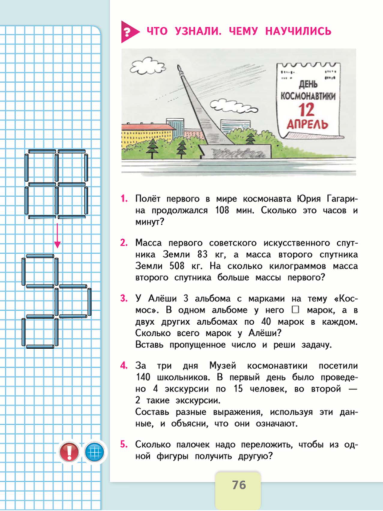 ? ЧТО УЗНАЛИ. ЧЕМУ НАУЧИЛИСЬ
ДЕНЬ
КОСМОНАВТИКИ
12
АПРЕЛЬ
1. Полёт первого в мире космонавта Юрия Гагари-
на продолжался 108 мин. Сколько это часов и
минут?
2. Масса первого советского искусственного спут-
ника Земли 83 кг, а масса второго спутника
Земли 508 кг. На сколько килограммов масса
второго спутника больше массы первого?
3. У Алёши 3 альбома с марками на тему «Кос-
мос». В одном альбоме у него □ марок, а в
двух других альбомах по 40 марок в каждом.
Сколько всего марок у Алёши?
Вставь пропущенное число и реши задачу.
4. За три дня Музей космонавтики посетили
140 школьников. В первый день было проведе-
но 4 экскурсии по 15 человек, во второй —
2 такие экскурсии.
Составь разные выражения, используя эти дан-
ные, и объясни, что они означают.
5. Сколько палочек надо переложить, чтобы из од-
ной фигуры получить другую?
!
76